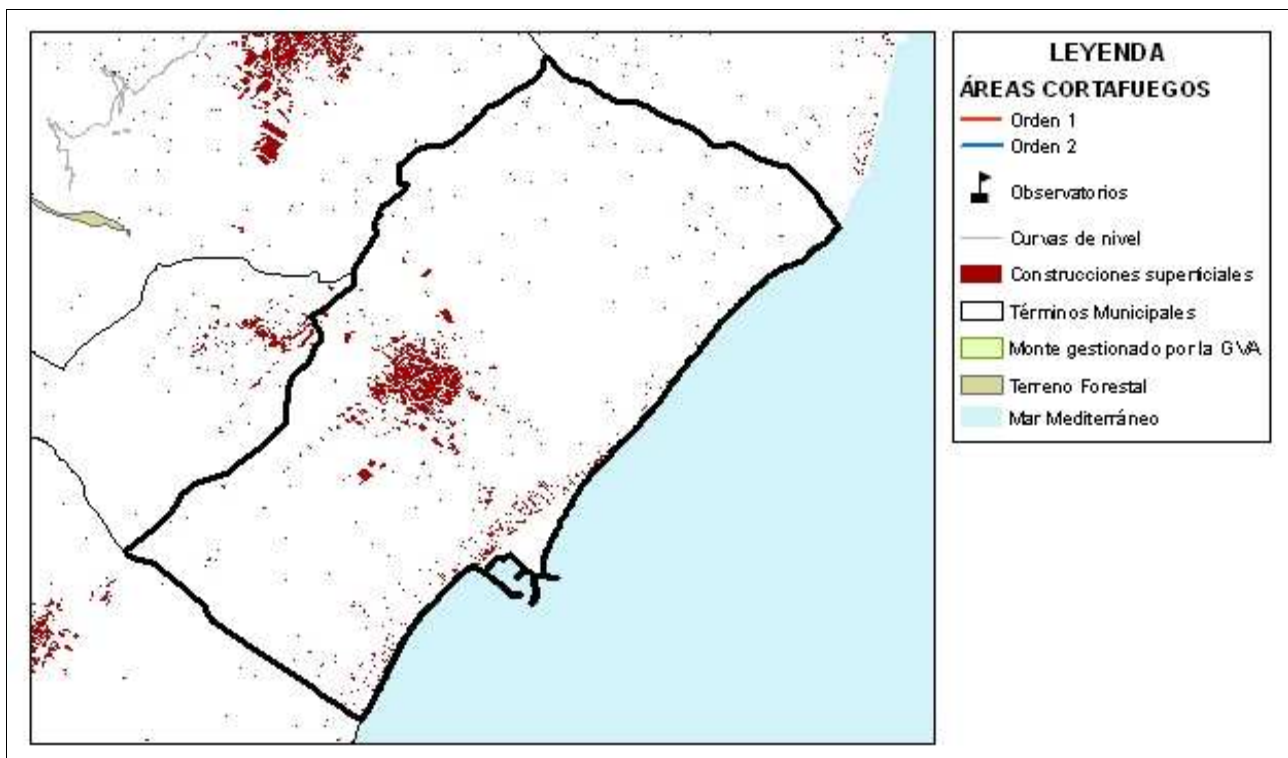 LEYENDA
ÁREAS CORTAFUEGOS
Orden 1
Orden 2
Observatorios
Curvas de nivel
Construcciones superficiales
Términos Municipales
Monte gestionado por la GVA
Terreno Forestal
Mar Mediterráneo